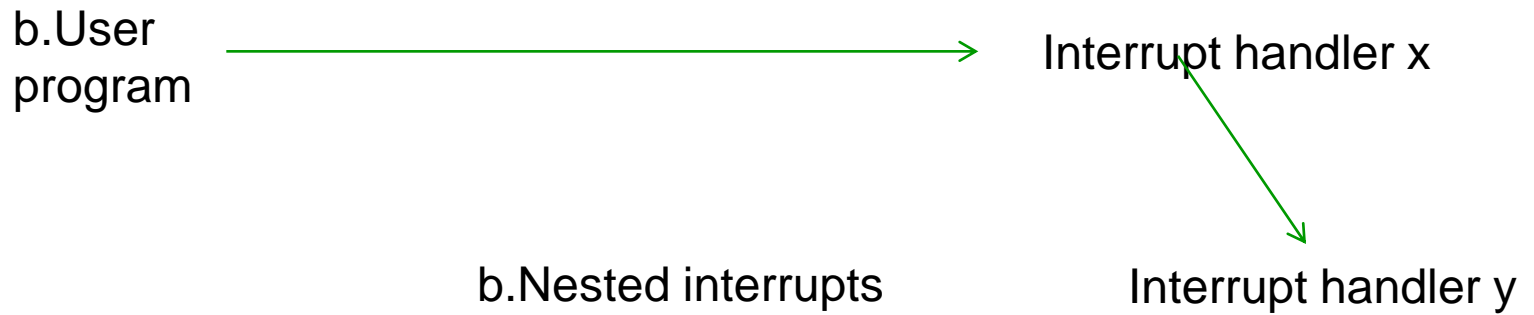 b.User
program
Interrupt handler x
b.Nested interrupts
Interrupt handler y